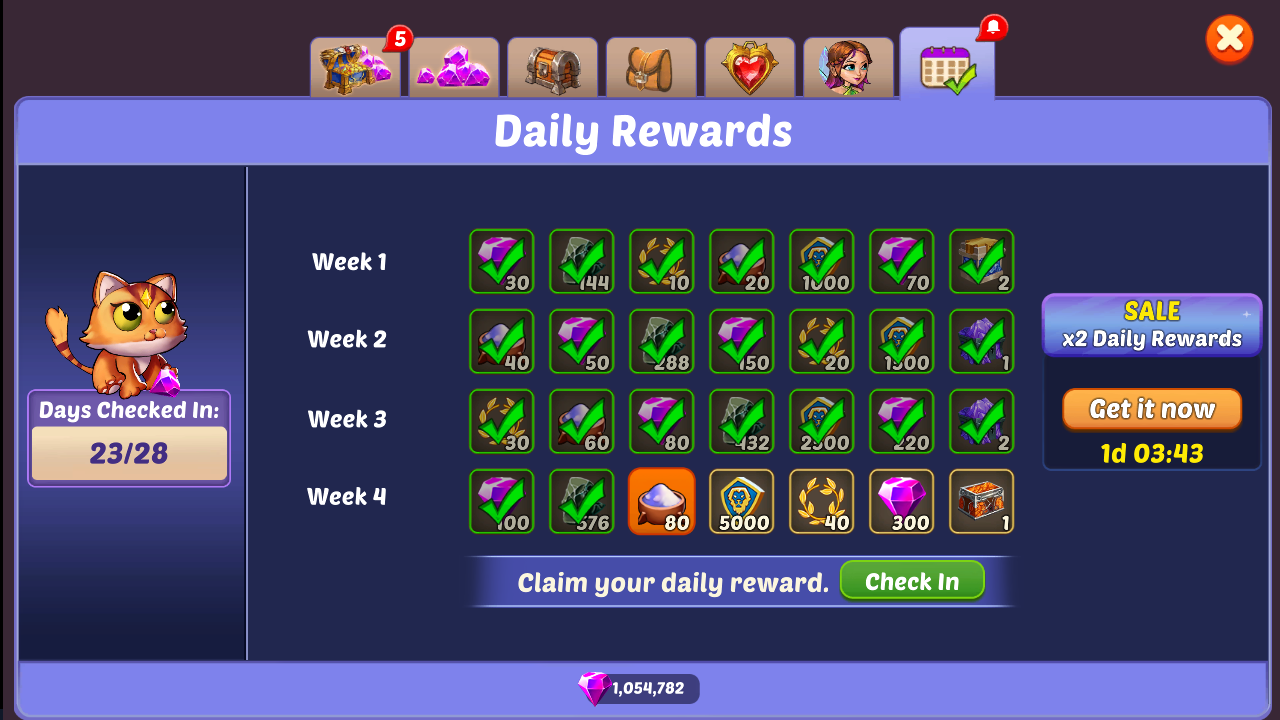 5
Daily Rewards
Week 1
30
144
10
20
1000
70
2
Week 2
40
50
288
150
20
1500
1
Week 3
30
60
80
432
2500
220
2
Week 4
100
576
80
5000
40
300
1
Days Checked In:
23/28
SALE
x2 Daily Rewards
Get it now
1d 03:43
Claim your daily reward.
Check In
1,054,782